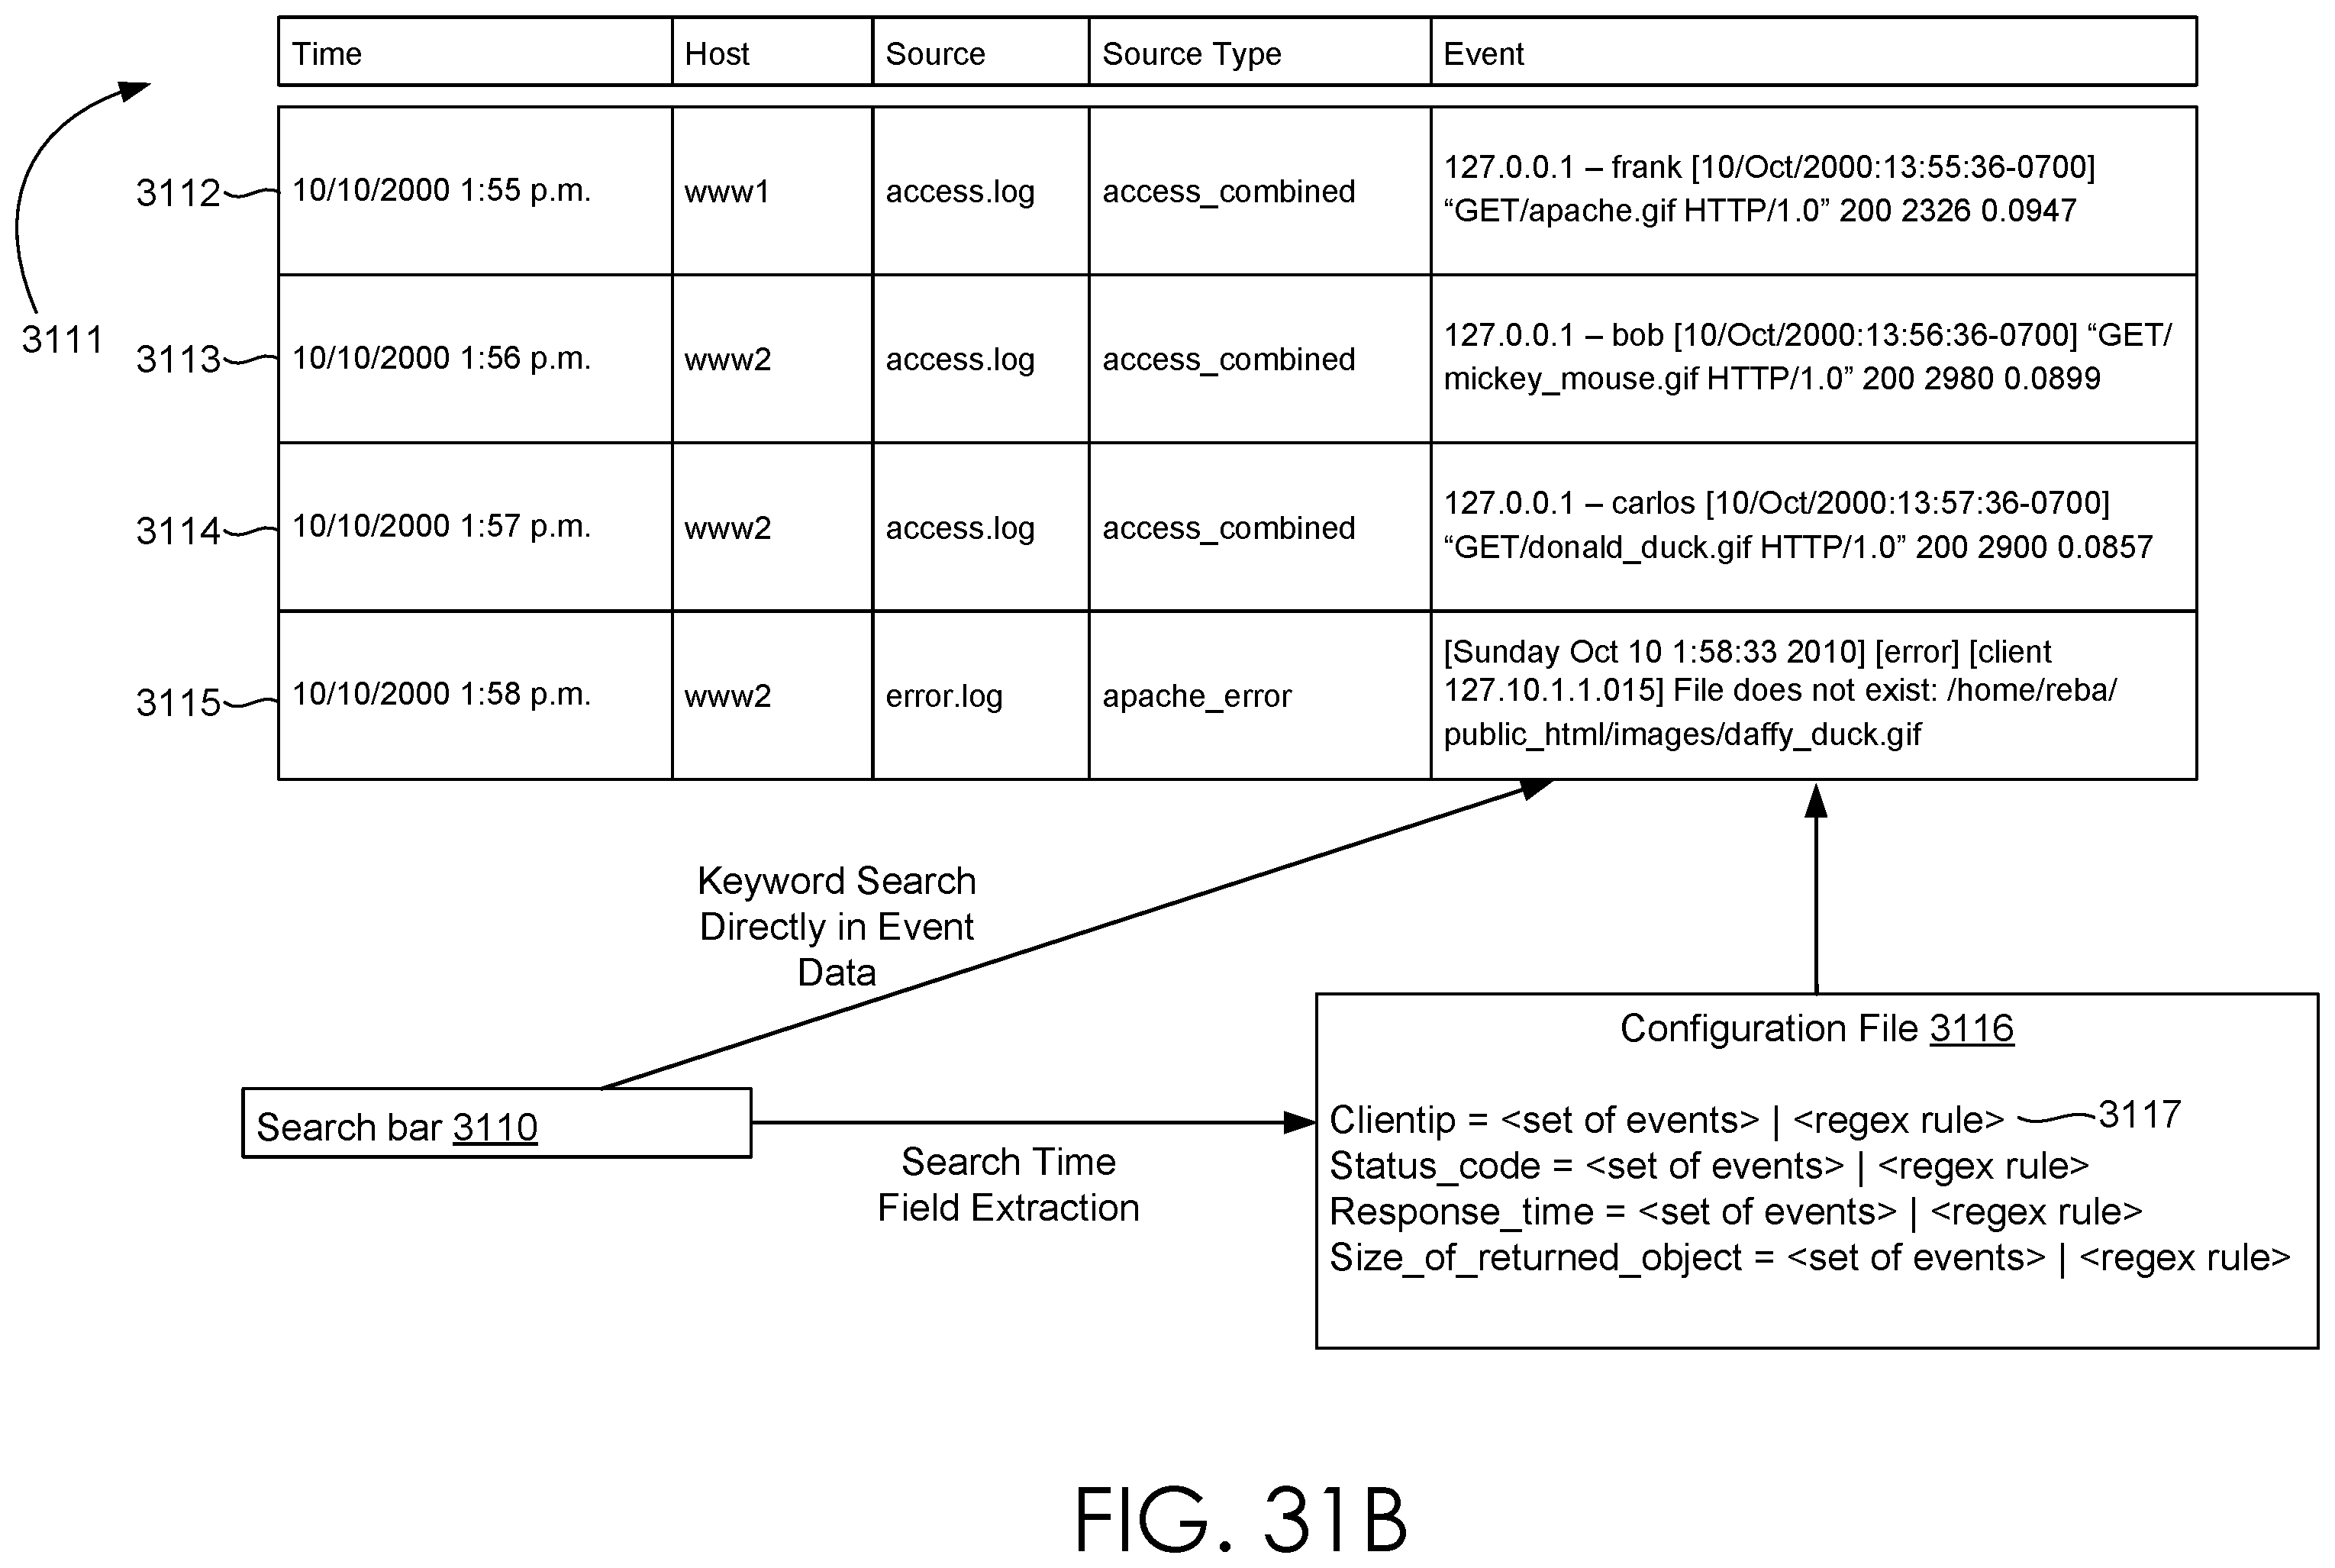 Time Host Source Source Type Event
3111
3112 10/10/2000 1:55 p.m. www1 access.log access_combined 127.0.0.1 – frank [10/Oct/2000:13:55:36-0700]
“GET/apache.gif HTTP/1.0” 200 2326 0.0947
3113 10/10/2000 1:56 p.m. www2 access.log access_combined 127.0.0.1 – bob [10/Oct/2000:13:56:36-0700] “GET/
mickey_mouse.gif HTTP/1.0” 200 2980 0.0899
3114 10/10/2000 1:57 p.m. www2 access.log access_combined 127.0.0.1 – carlos [10/Oct/2000:13:57:36-0700]
“GET/donald_duck.gif HTTP/1.0” 200 2900 0.0857
3115 10/10/2000 1:58 p.m. www2 error.log apache_error [Sunday Oct 10 1:58:33 2010] [error] [client
127.10.1.1.015] File does not exist: /home/reba/
public_html/images/daffy_duck.gif
Keyword Search
Directly in Event
Data
Search bar 3110
Search Time
Field Extraction
Configuration File 3116
Clientip = <set of events> | <regex rule> 3117
Status_code = <set of events> | <regex rule>
Response_time = <set of events> | <regex rule>
Size_of_returned_object = <set of events> | <regex rule>
FIG. 31B